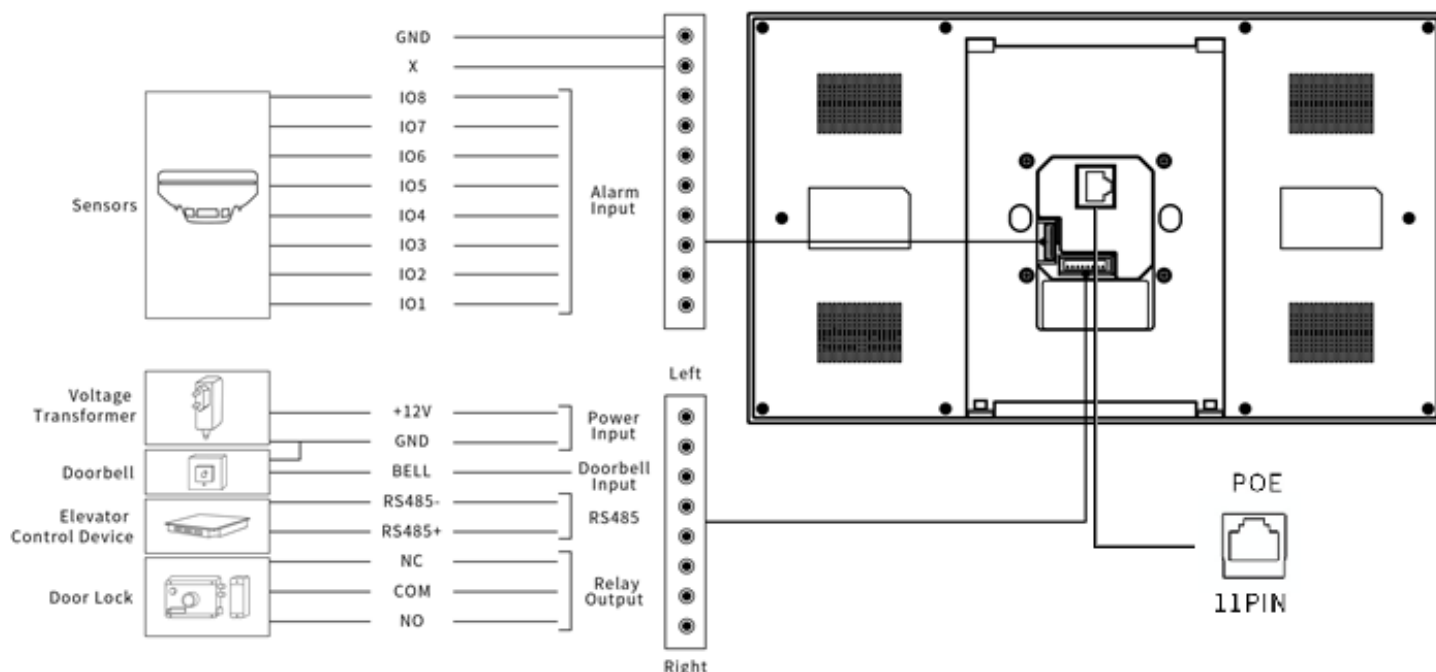 GND
X
IO8
IO7
IO6
IO5
IO4
IO3
IO2
IO1
Sensors
Alarm
Input
Left
Voltage
Transformer
+12V
GND
Power
Input
Doorbell
BELL
Doorbell
Input
Elevator
Control Device
RS485-
RS485+
RS485
Door Lock
NC
COM
NO
Relay
Output
Right
POE
11PIN